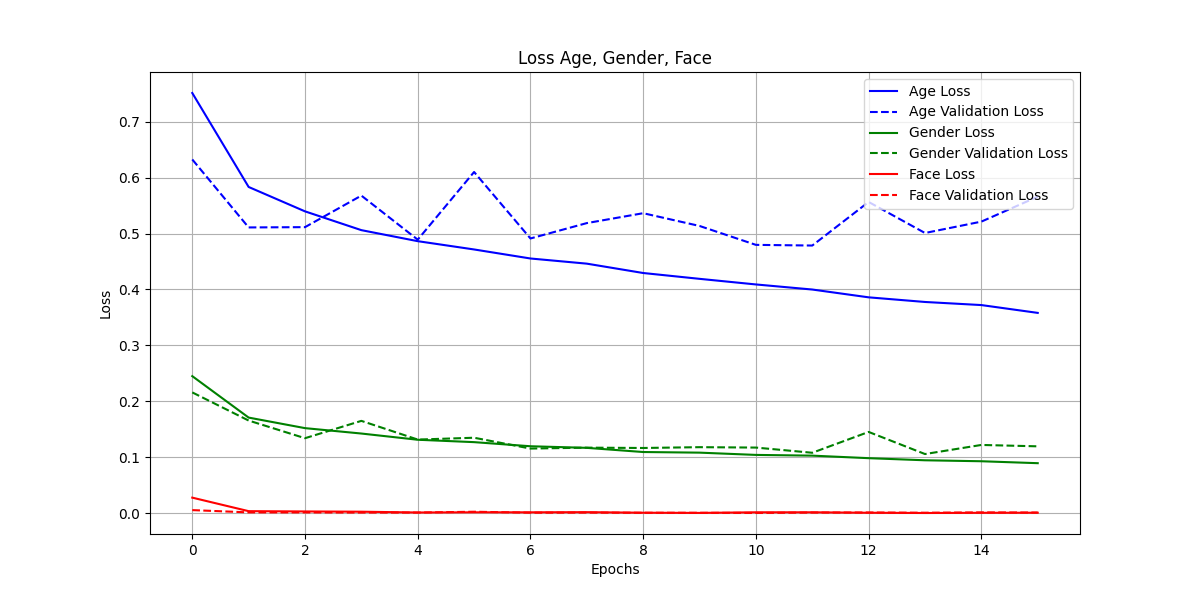 Loss Age, Gender, Face
Age Loss
Age Validation Loss
Gender Loss
Gender Validation Loss
Face Loss
Face Validation Loss
0.7
0.6
0.5
0.4
0.3
0.2
0.1
0.0
Loss
0 2 4 6 8 10 12 14
Epochs